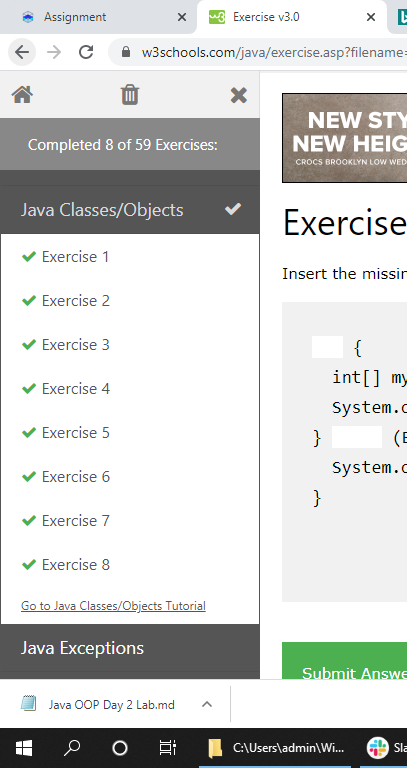 Assignment
Exercise v3.0
w3schools.com/java/exercise.asp?filename=
Completed 8 of 59 Exercises:
Java Classes/Objects
Exercise 1
Exercise 2
Exercise 3
Exercise 4
Exercise 5
Exercise 6
Exercise 7
Exercise 8
Go to Java Classes/Objects Tutorial
Java Exceptions
NEW STY
NEW HEIG
CROCS BROOKLYN LOW WED
Exercise
Insert the missin
{
int[] my
System.o
} (E
System.o
}
Submit Answe
Java OOP Day 2 Lab.md
C:\Users\admin\Wi...
Sla